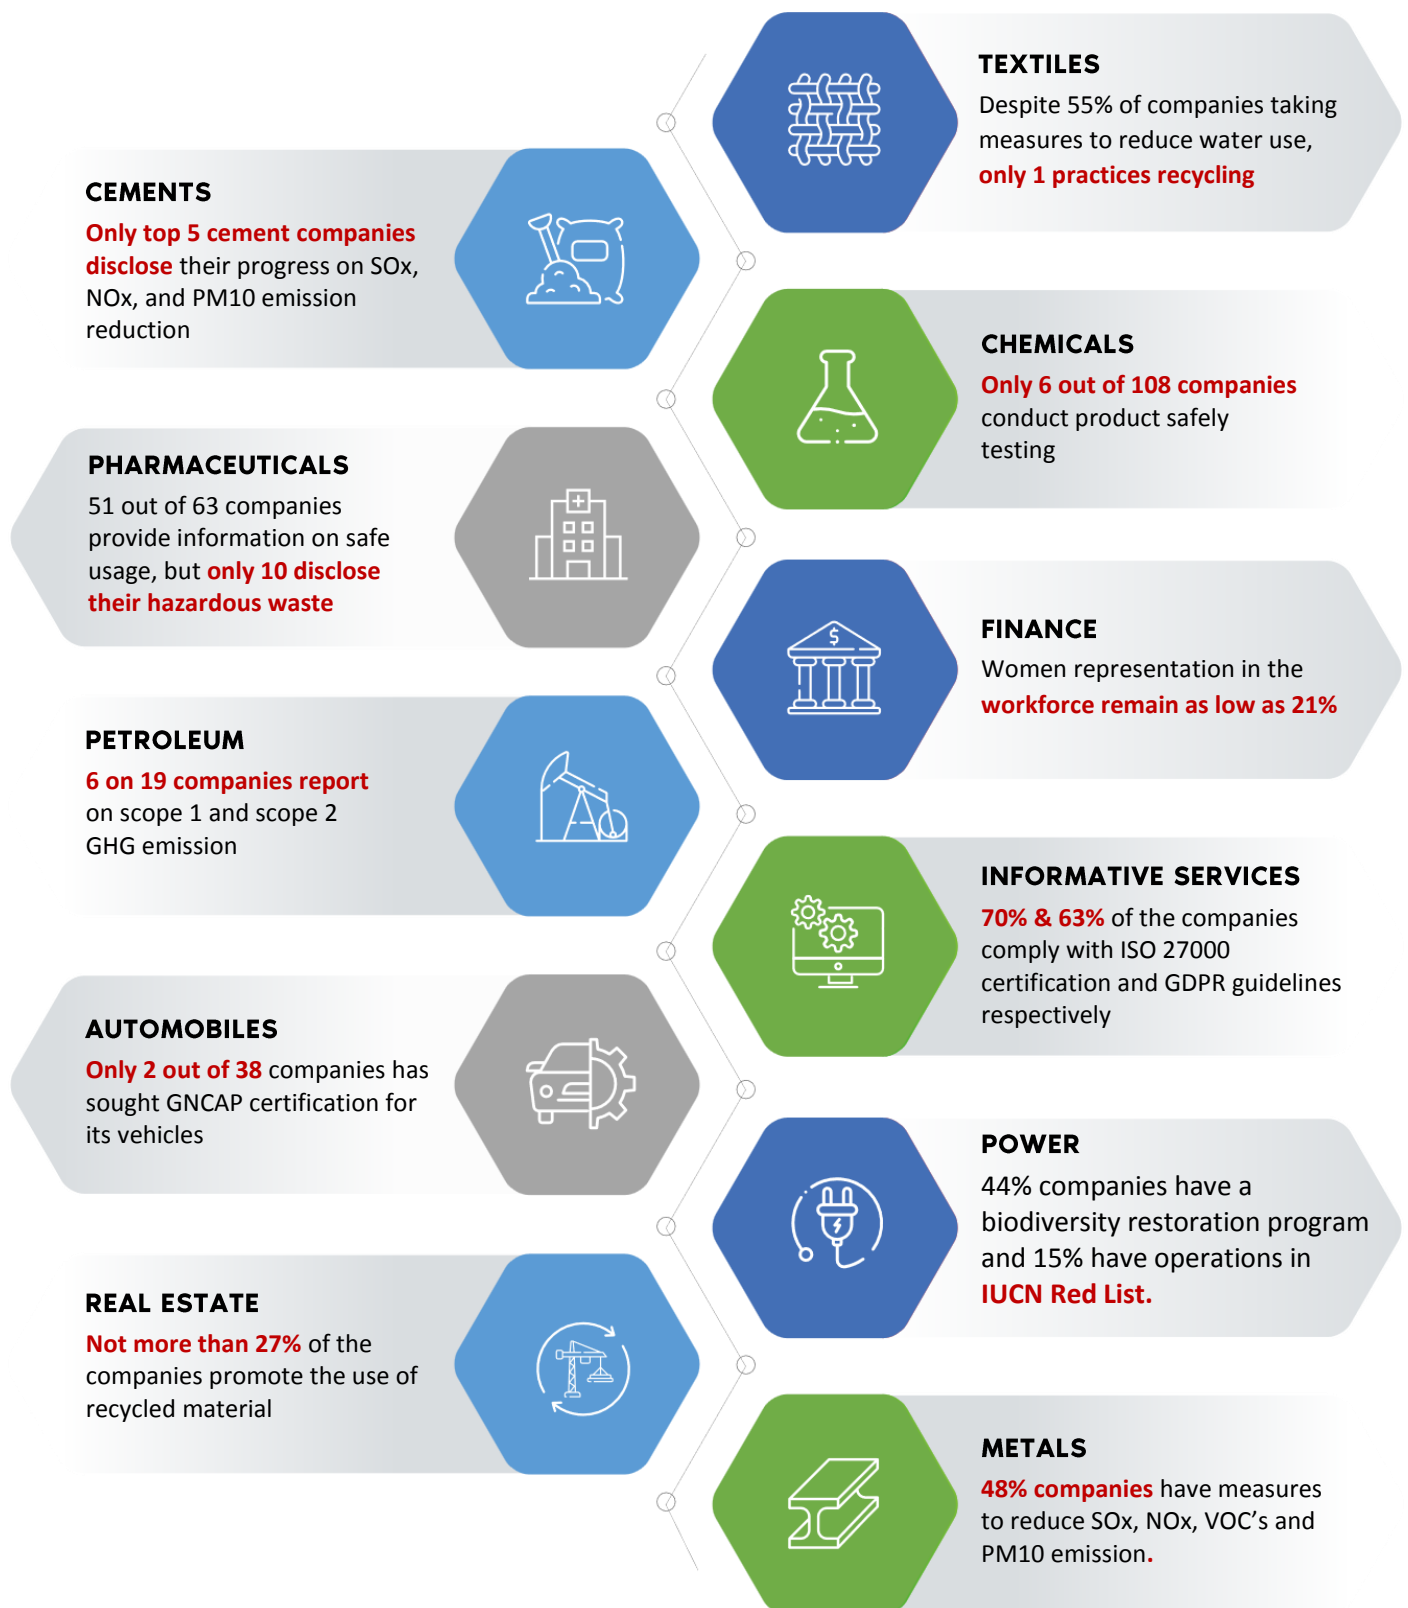 TEXTILES
Despite 55% of companies taking
measures to reduce water use,
only 1 practices recycling
CEMENTS
Only top 5 cement companies
disclose their progress on SOx,
NOx, and PM10 emission
reduction
CHEMICALS
Only 6 out of 108 companies
conduct product safely
testing
PHARMACEUTICALS
51 out of 63 companies
provide information on safe
usage, but only 10 disclose
their hazardous waste
FINANCE
Women representation in the
workforce remain as low as 21%
$
PETROLEUM
6 on 19 companies report
on scope 1 and scope 2
GHG emission
INFORMATIVE SERVICES
70% & 63% of the companies
comply with ISO 27000
certification and GDPR guidelines
respectively
AUTOMOBILES
Only 2 out of 38 companies has
sought GNCAP certification for
its vehicles
POWER
44% companies have a
biodiversity restoration program
and 15% have operations in
IUCN Red List.
REAL ESTATE
Not more than 27% of the
companies promote the use of
recycled material
METALS
48% companies have measures
to reduce SOx, NOx, VOC’s and
PM10 emission.